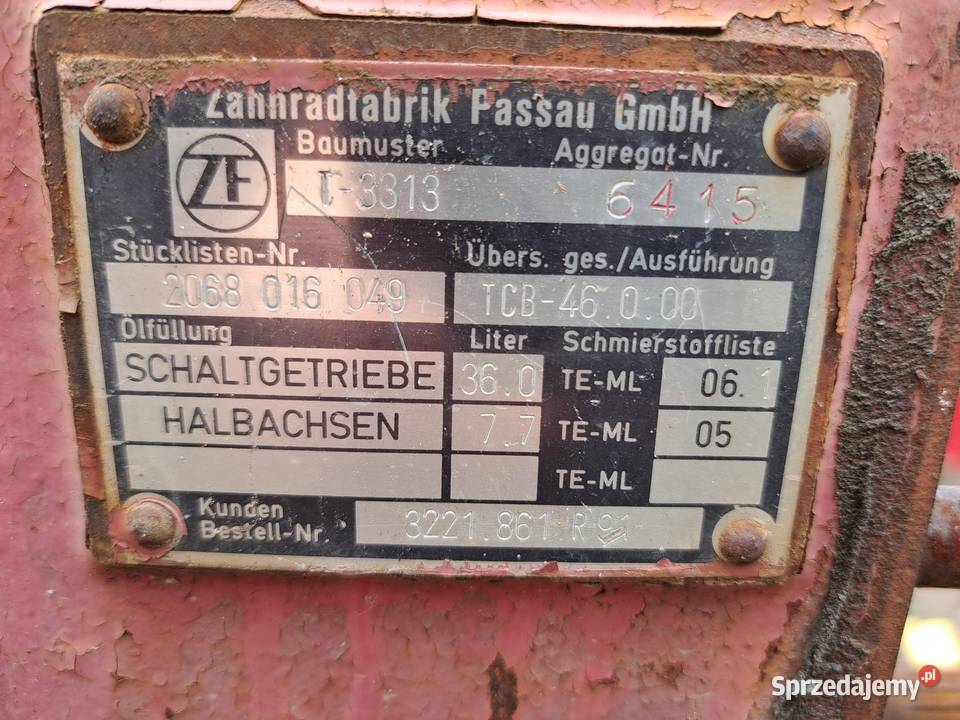 Zahnradfabrik Passau GmbH
ZF
Baumuster Aggregat-Nr.
T-3313 6415
Stücklisten-Nr. Übers. ges./Ausführung
2068 016 049 TCB-46.0.00
Ölfüllung Liter Schmierstoffliste
SCHALTGETRIEBE 36.0 TE-ML 06.1
HALBACHSEN 7.7 TE-ML 05
TE-ML
Kunden
Bestell-Nr. 3221 861 R 91
Sprzedajemy.pl